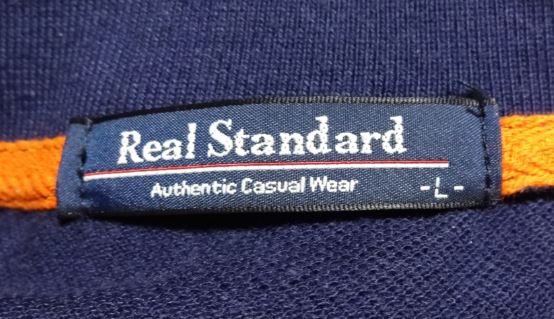 Real Standard
Authentic Casual Wear
-L-